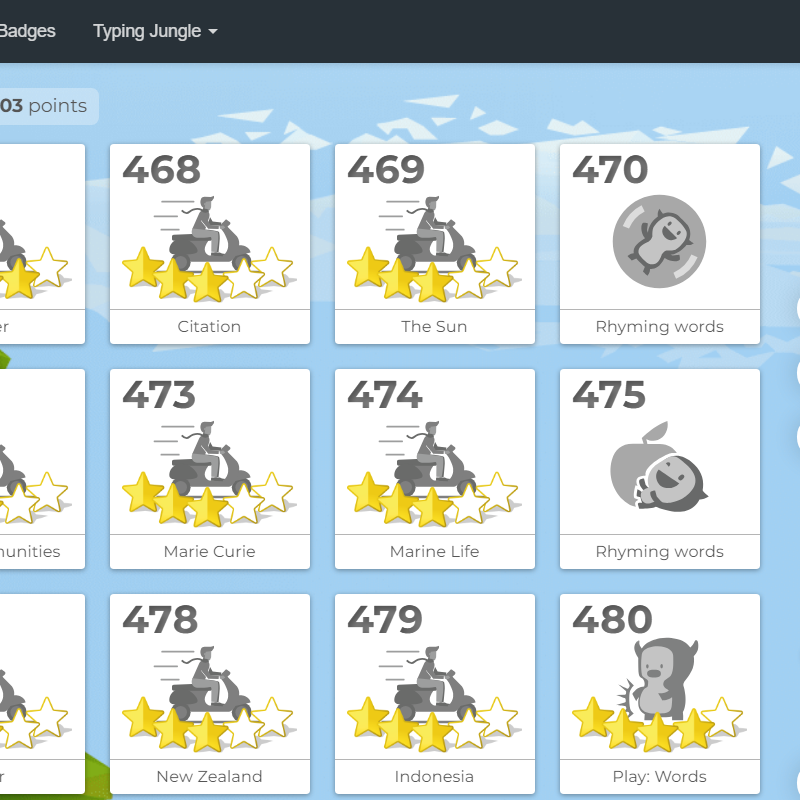 Badges Typing Jungle
03 points
468 469 470
er Citation The Sun Rhyming words
473 474 475
nunities Marie Curie Marine Life Rhyming words
478 479 480
r New Zealand Indonesia Play: Words